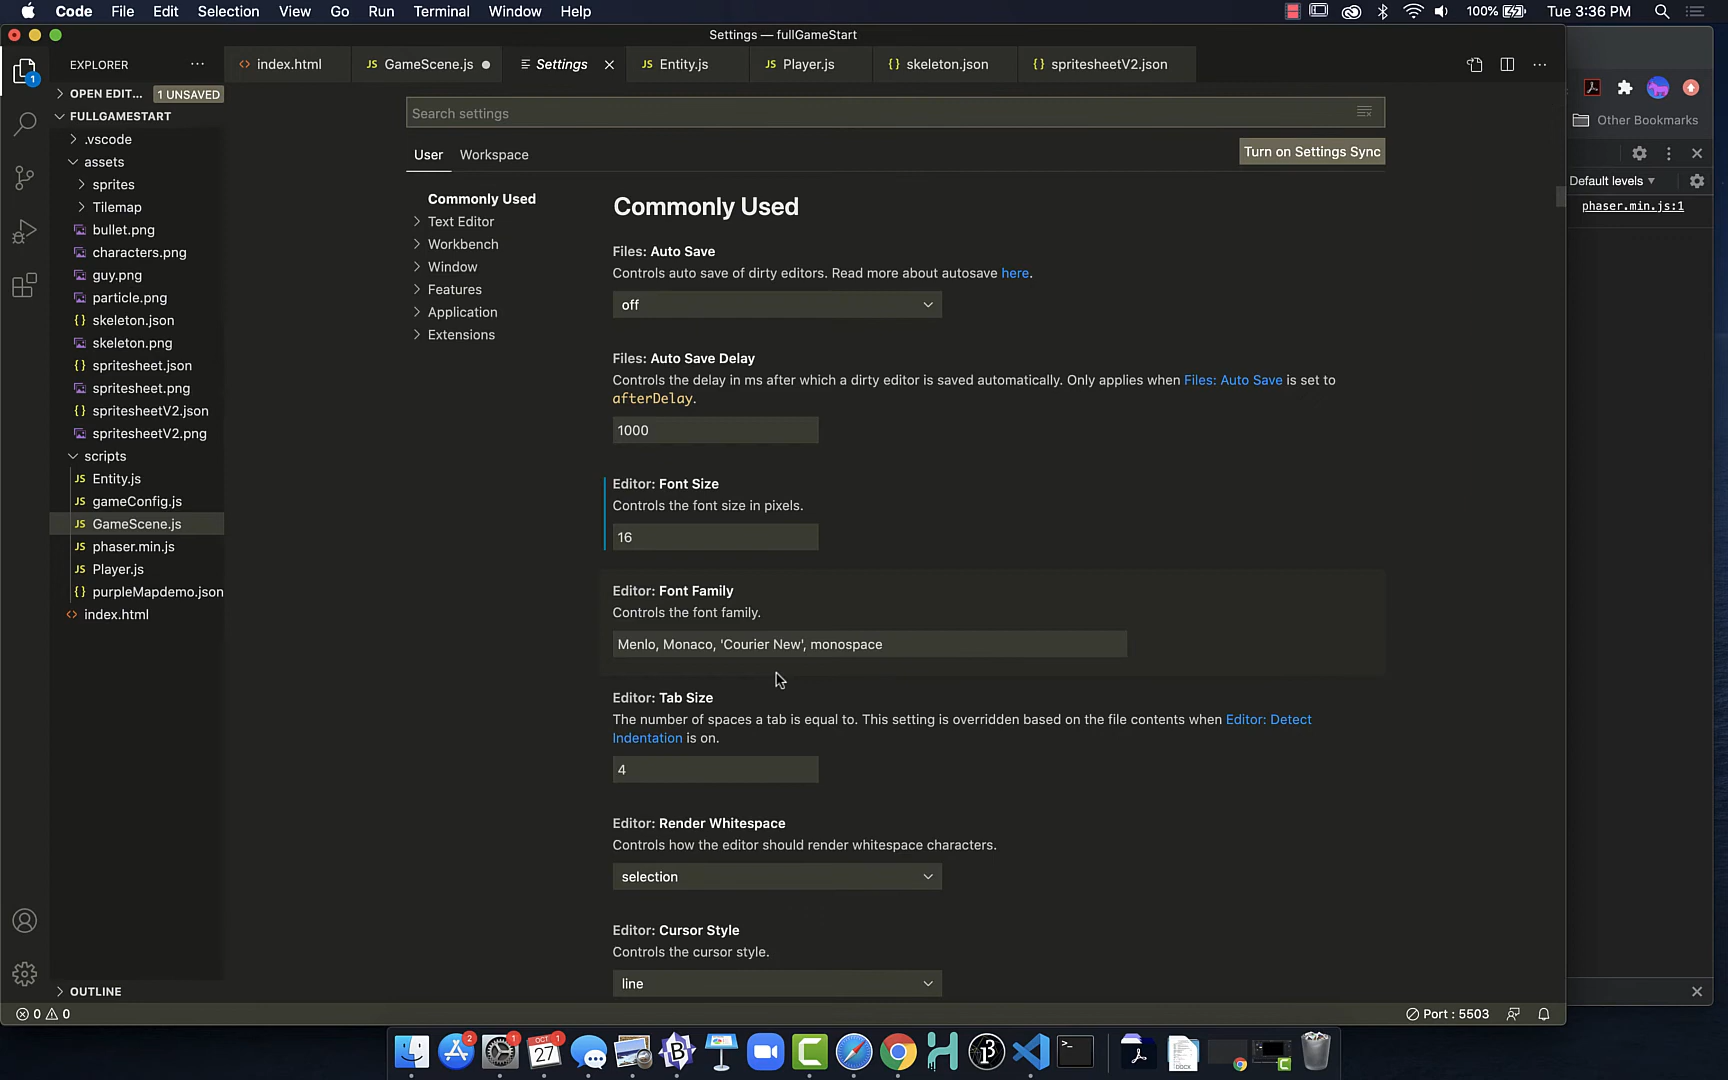 Code File Edit Selection View Go Run Terminal Window Help 100% Tue 3:36 PM
Settings — fullGameStart
EXPLORER
index.html
GameScene.js
Settings
Entity.js
Player.js
skeleton.json
spritesheetV2.json
OPEN EDIT... 1 UNSAVED
FULLGAMESTART
.vscode
assets
sprites
Tilemap
bullet.png
characters.png
guy.png
particle.png
skeleton.json
skeleton.png
spritesheet.json
spritesheet.png
spritesheetV2.json
spritesheetV2.png
scripts
JS Entity.js
JS gameConfig.js
JS GameScene.js
JS phaser.min.js
JS Player.js
purpleMapdemo.json
index.html
OUTLINE
Search settings
User Workspace
Turn on Settings Sync
Commonly Used
Text Editor
Workbench
Window
Features
Application
Extensions
Commonly Used
Files: Auto Save
Controls auto save of dirty editors. Read more about autosave here.
off
Files: Auto Save Delay
Controls the delay in ms after which a dirty editor is saved automatically. Only applies when Files: Auto Save is set to
afterDelay.
1000
Editor: Font Size
Controls the font size in pixels.
16
Editor: Font Family
Controls the font family.
Menlo, Monaco, 'Courier New', monospace
Editor: Tab Size
The number of spaces a tab is equal to. This setting is overridden based on the file contents when Editor: Detect
Indentation is on.
4
Editor: Render Whitespace
Controls how the editor should render whitespace characters.
selection
Editor: Cursor Style
Controls the cursor style.
line
Other Bookmarks
Default levels
phaser.min.js:1
0 0
Port : 5503
2
1
OCT 1
27
DOCX